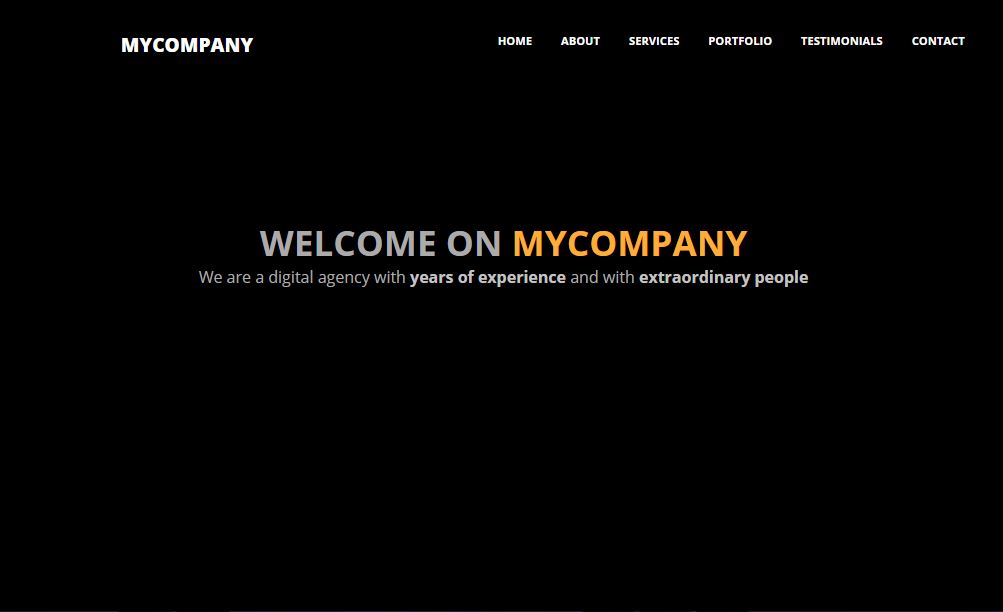 MYCOMPANY
HOME ABOUT SERVICES PORTFOLIO TESTIMONIALS CONTACT
WELCOME ON MYCOMPANY
We are a digital agency with years of experience and with extraordinary people